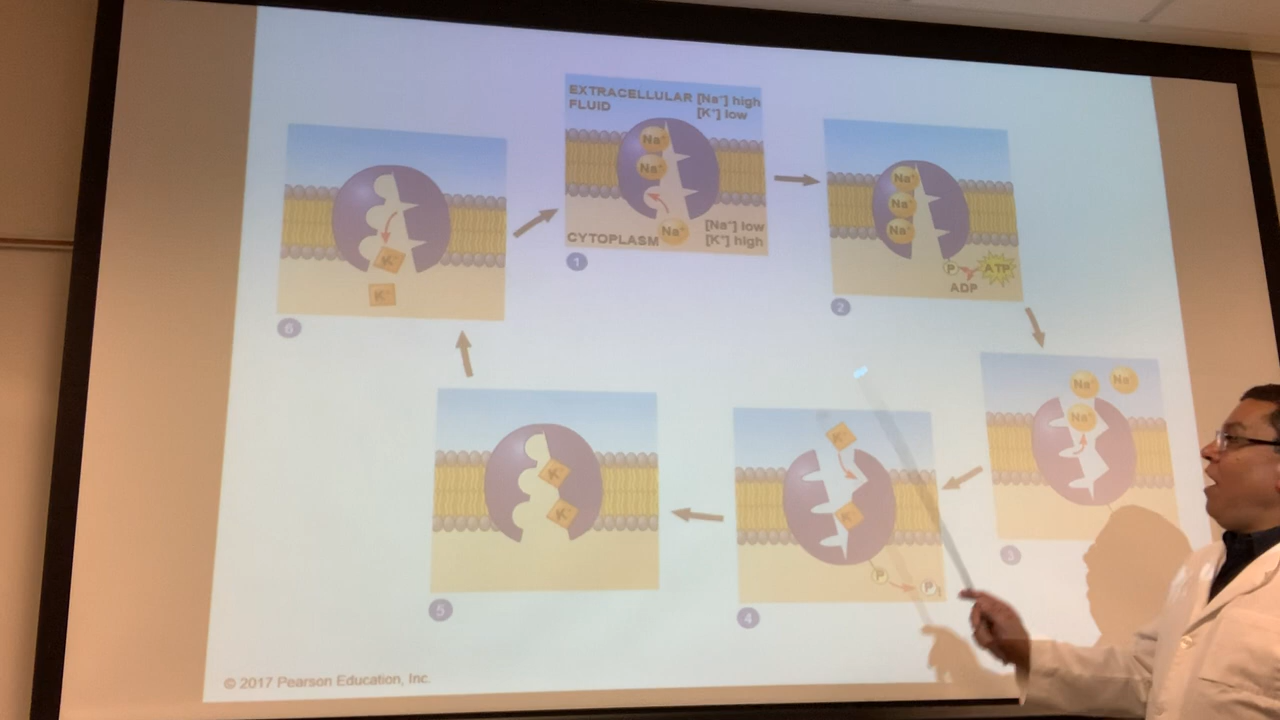 EXTRACELLULAR [Na⁺] high
FLUID [K⁺] low
Na⁺
Na⁺
Na⁺
CYTOPLASM
[Na⁺] low
[K⁺] high
1
Na⁺
Na⁺
Na⁺
P
ATP
ADP
2
Na⁺
Na⁺
Na⁺
3
K⁺
K⁺
P
P i
4
K⁺
K⁺
5
K⁺
K⁺
6
© 2017 Pearson Education, Inc.